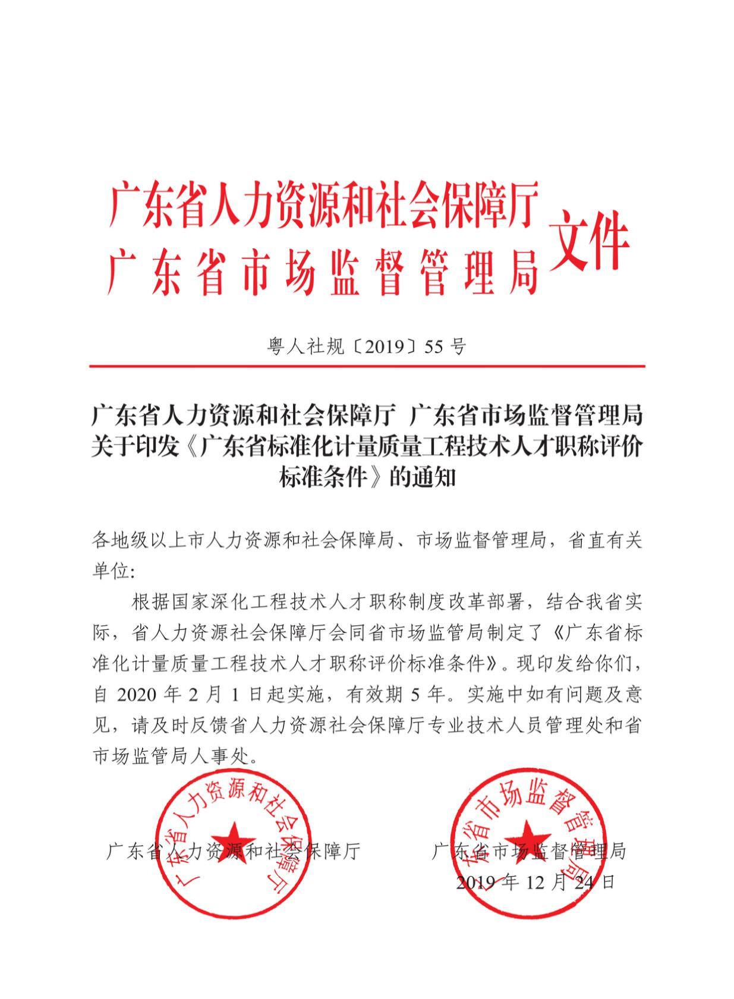 广东省人力资源和社会保障厅
广东省市场监督管理局
文件
粤人社规〔2019〕55 号
广东省人力资源和社会保障厅 广东省市场监督管理局
关于印发《广东省标准化计量质量工程技术人才职称评价
标准条件》的通知
各地级以上市人力资源和社会保障局、市场监督管理局，省直有关
单位：
根据国家深化工程技术人才职称制度改革部署，结合我省实
际，省人力资源社会保障厅会同省市场监管局制定了《广东省标
准化计量质量工程技术人才职称评价标准条件》。现印发给你们，
自 2020 年 2 月 1 日起实施，有效期 5 年。实施中如有问题及意
见，请及时反馈省人力资源社会保障厅专业技术人员管理处和省
市场监管局人事处。
广东省人力资源和社会保障厅
广东省市场监督管理局
广东省人力资源和社会保障厅 广东省市场监督管理局
2019 年 12 月 24 日